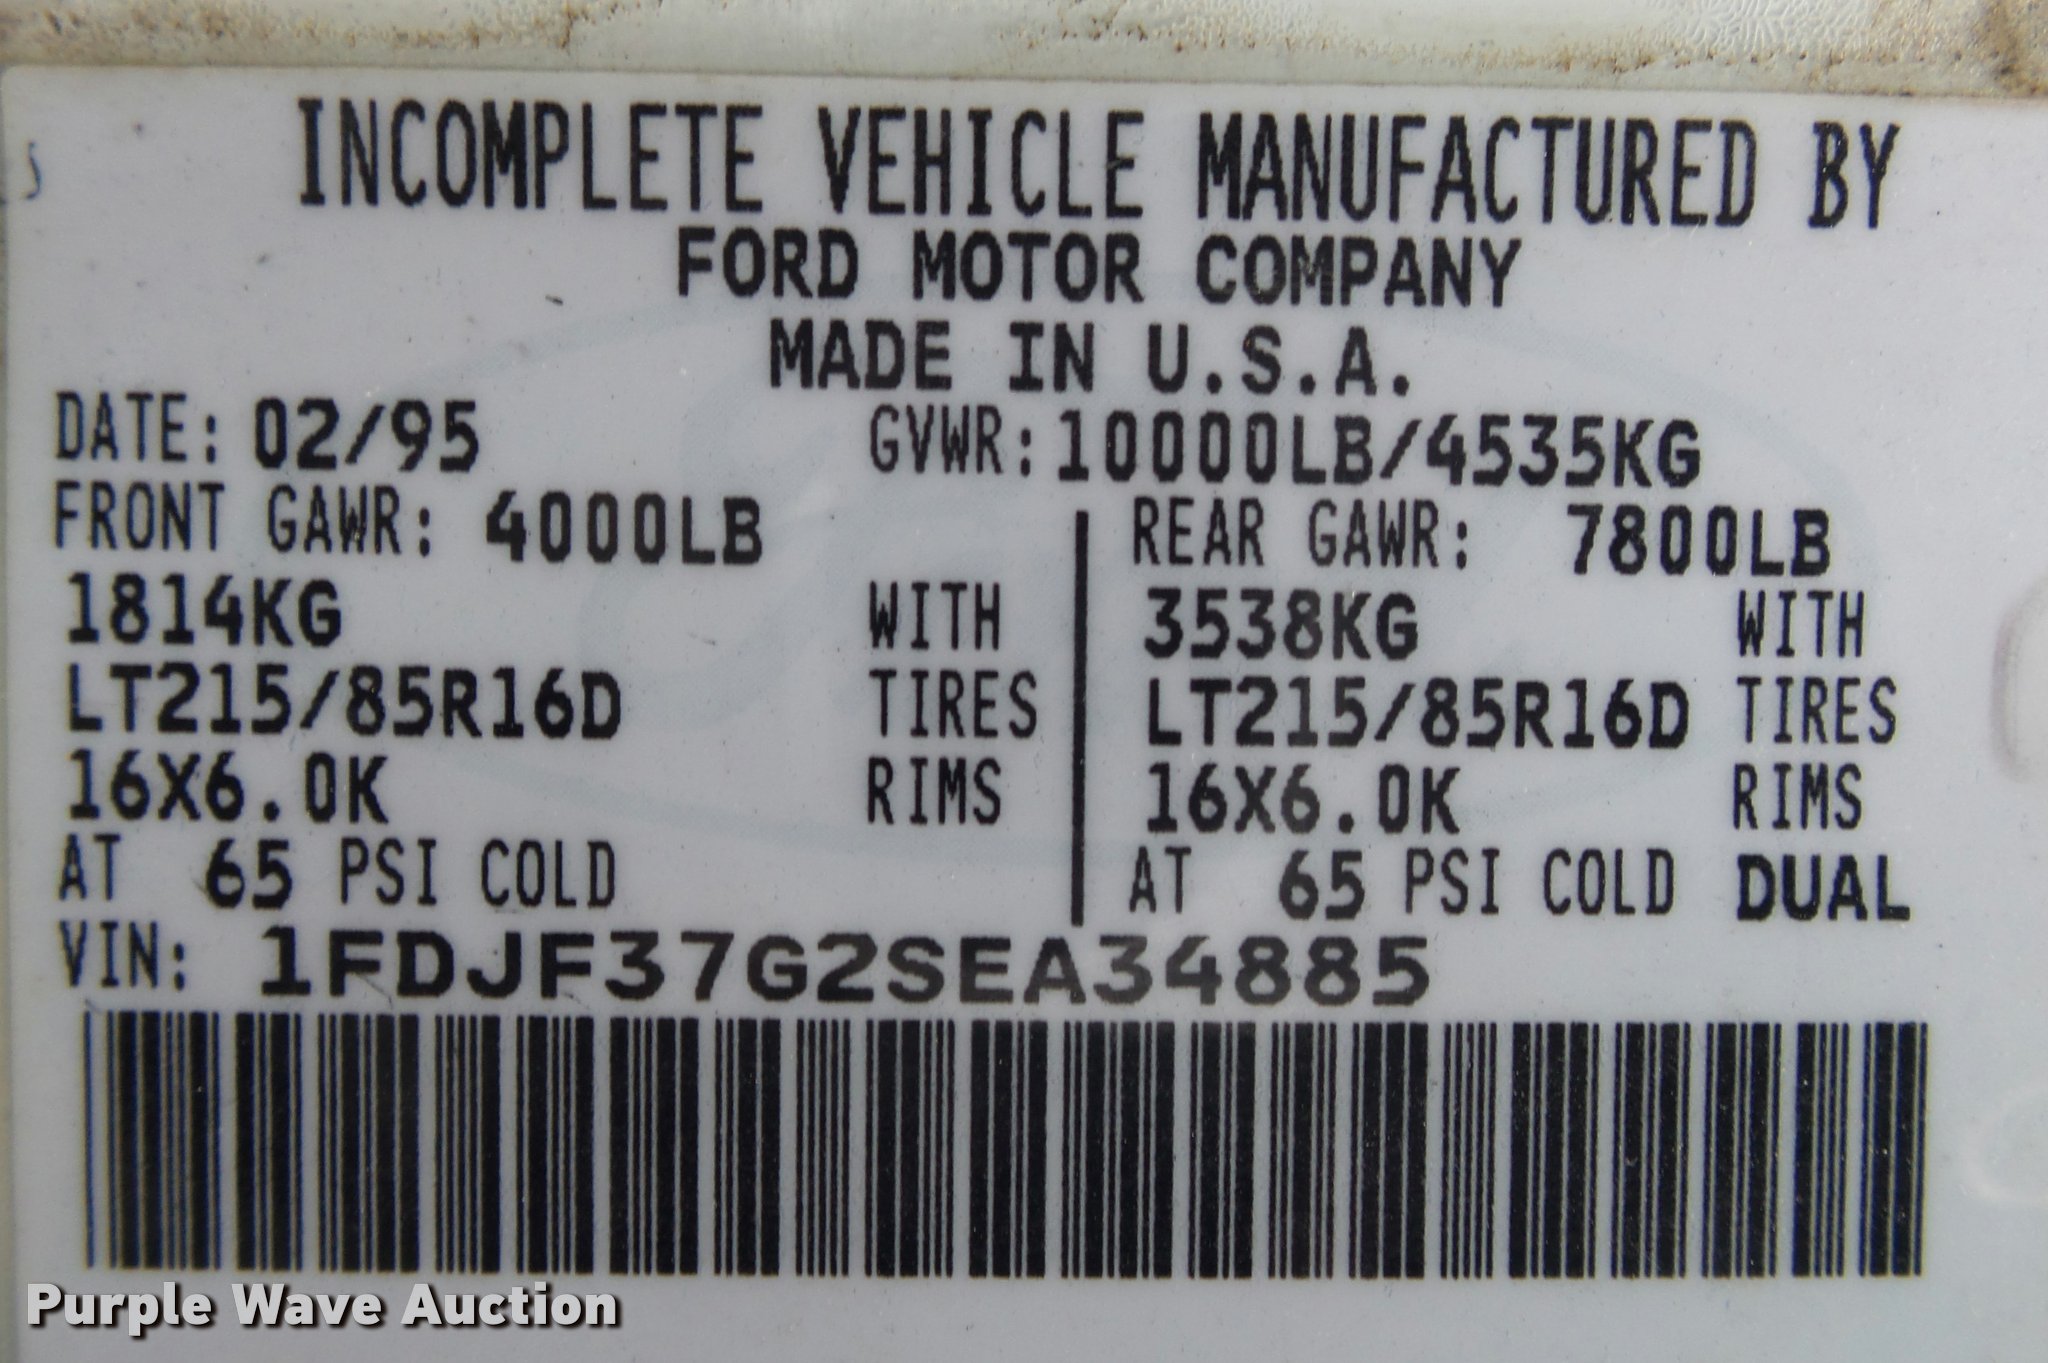 INCOMPLETE VEHICLE MANUFACTURED BY
FORD MOTOR COMPANY
MADE IN U.S.A.
DATE: 02/95 GVWR: 10000LB/4535KG
FRONT GAWR: 4000LB REAR GAWR: 7800LB
1814KG WITH 3538KG WITH
LT215/85R16D TIRES LT215/85R16D TIRES
16X6.0K RIMS 16X6.0K RIMS
AT 65 PSI COLD AT 65 PSI COLD DUAL
VIN: 1FDJF37G2SEA34885
Purple Wave Auction